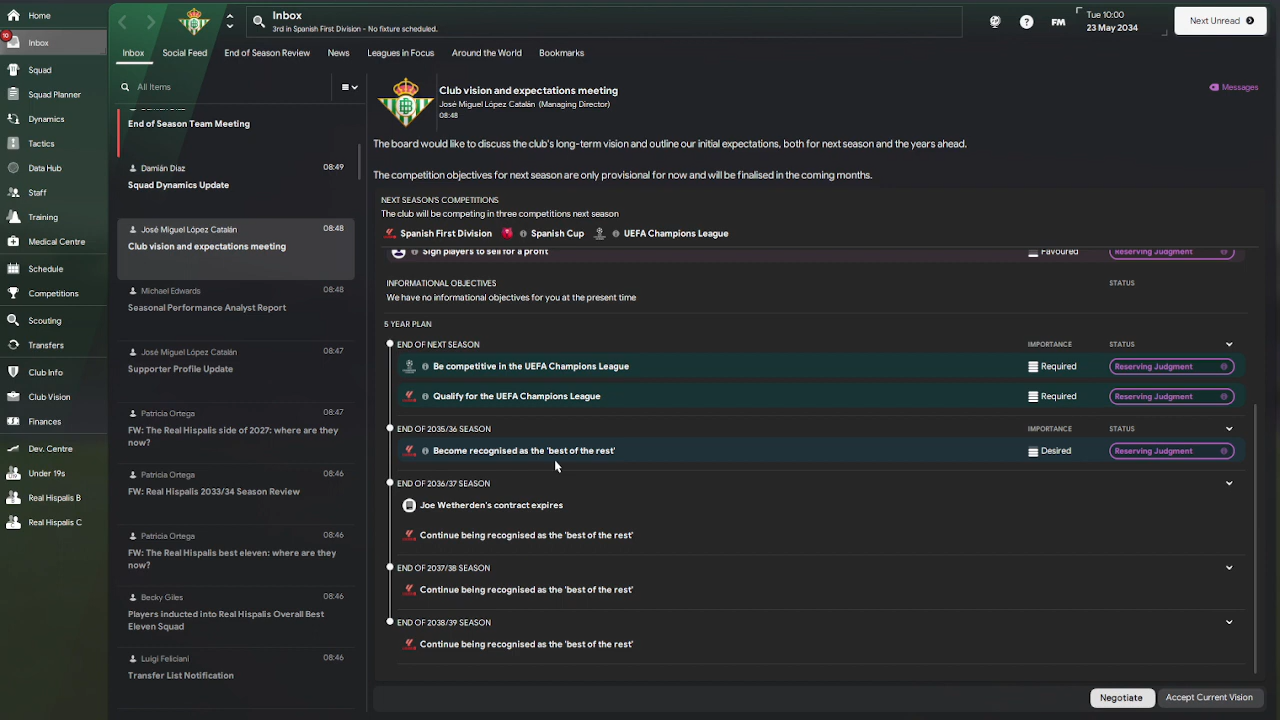 Home
Inbox
3rd in Spanish First Division - No fixture scheduled.
FM
Tue 10:00
23 May 2034
Next Unread
10
Inbox
Squad
Squad Planner
Dynamics
Tactics
Data Hub
Staff
Training
Medical Centre
Schedule
Competitions
Scouting
Transfers
Club Info
Club Vision
Finances
Dev. Centre
Under 19s
Real Hispalis B
Real Hispalis C
Inbox
Social Feed
End of Season Review
News
Leagues in Focus
Around the World
Bookmarks
All Items
End of Season Team Meeting
Damián Diaz
08:49
Squad Dynamics Update
José Miguel López Catalán
08:48
Club vision and expectations meeting
Michael Edwards
08:48
Seasonal Performance Analyst Report
José Miguel López Catalán
08:47
Supporter Profile Update
Patricia Ortega
08:47
FW: The Real Hispalis side of 2027: where are they
now?
Patricia Ortega
08:46
FW: Real Hispalis 2033/34 Season Review
Patricia Ortega
08:46
FW: The Real Hispalis best eleven: where are they
now?
Becky Giles
08:46
Players inducted into Real Hispalis Overall Best
Eleven Squad
Luigi Feliciani
08:46
Transfer List Notification
Club vision and expectations meeting
José Miguel López Catalán (Managing Director)
08:48
Messages
The board would like to discuss the club's long-term vision and outline our initial expectations, both for next season and the years ahead.
The competition objectives for next season are only provisional for now and will be finalised in the coming months.
NEXT SEASON'S COMPETITIONS
The club will be competing in three competitions next season
Spanish First Division
Spanish Cup
UEFA Champions League
Sign players to sell for a profit
Favoured
Reserving Judgment
INFORMATIONAL OBJECTIVES
STATUS
We have no informational objectives for you at the present time
5 YEAR PLAN
END OF NEXT SEASON
IMPORTANCE
STATUS
Be competitive in the UEFA Champions League
Required
Reserving Judgment
Qualify for the UEFA Champions League
Required
Reserving Judgment
END OF 2035/36 SEASON
IMPORTANCE
STATUS
Become recognised as the 'best of the rest'
Desired
Reserving Judgment
END OF 2036/37 SEASON
Joe Wetherden's contract expires
Continue being recognised as the 'best of the rest'
END OF 2037/38 SEASON
Continue being recognised as the 'best of the rest'
END OF 2038/39 SEASON
Continue being recognised as the 'best of the rest'
Negotiate
Accept Current Vision